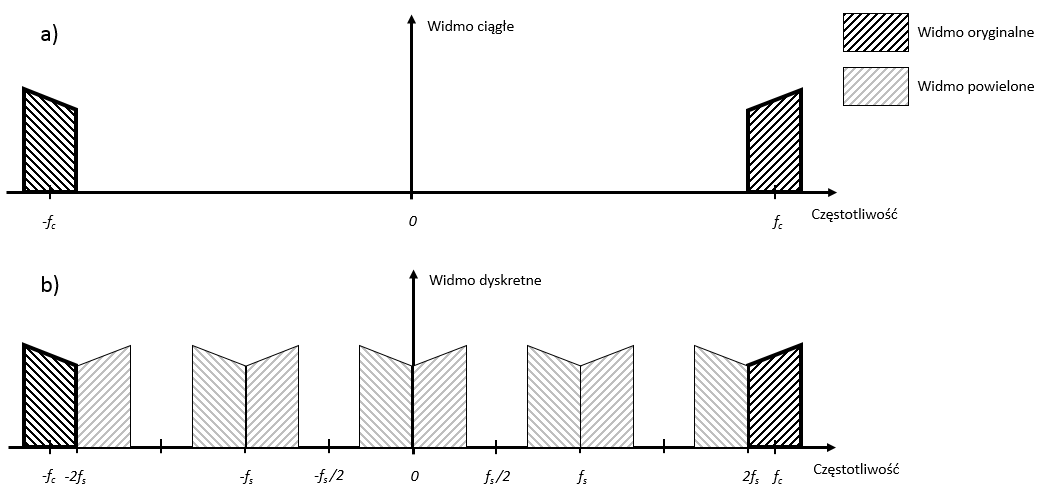 a)
Widmo ciągłe
Widmo oryginalne
Widmo powielone
-fc
0
fc
Częstotliwość
b)
Widmo dyskretne
-fc
-2fs
-fs
-fs/2
0
fs/2
fs
2fs
fc
Częstotliwość